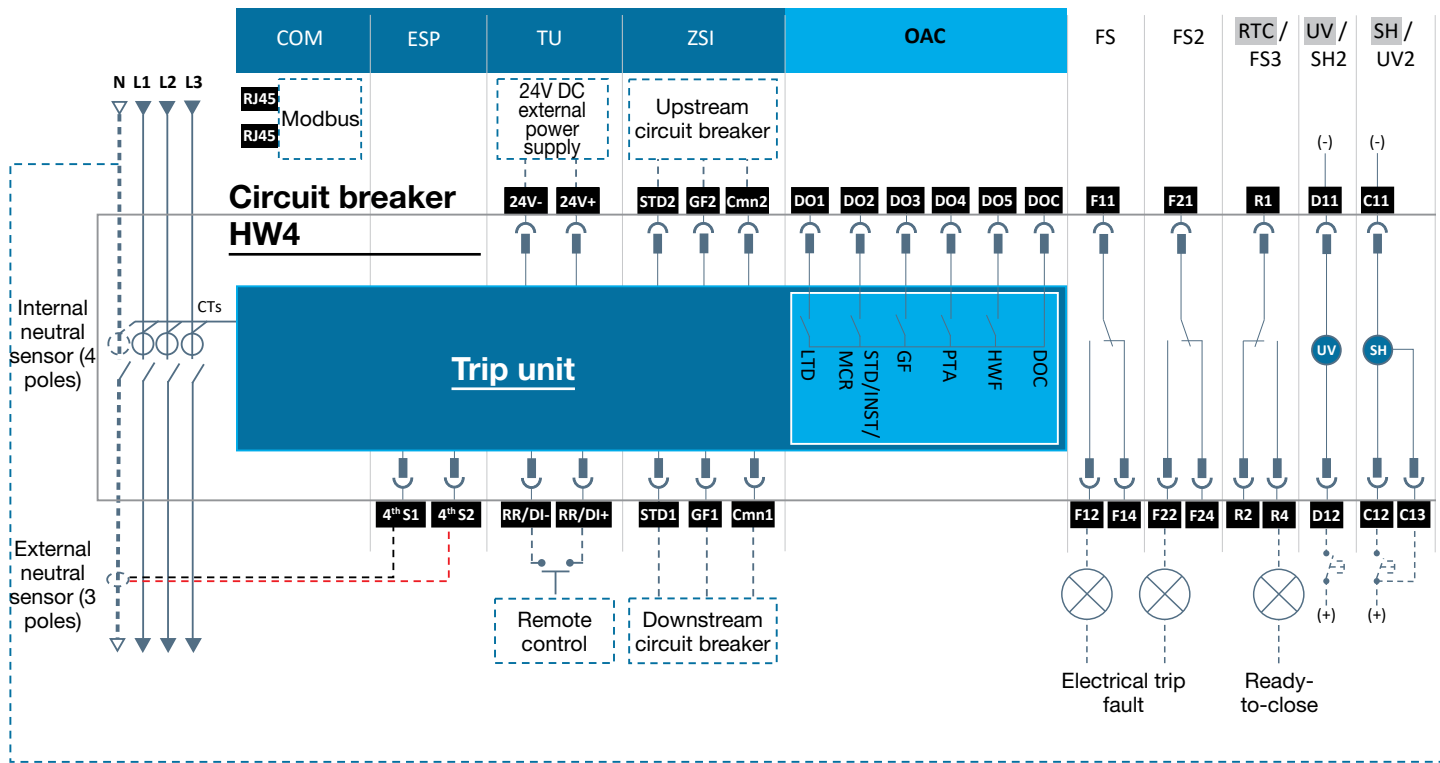 COM ESP TU ZSI OAC FS FS2 RTC / UV / SH /
FS3 SH2 UV2
N L1 L2 L3
RJ45
RJ45
Modbus
24V DC
external
power
supply
Upstream
circuit breaker
(-) (-)
Circuit breaker
HW4
24V- 24V+ STD2 GF2 Cmn2 DO1 DO2 DO3 DO4 DO5 DOC F11 F21 R1 D11 C11
CTs
Internal
neutral
sensor (4
poles)
Trip unit
LTD
STD/INST/
MCR
GF
PTA
HWF
DOC
UV SH
4th S1 4th S2 RR/DI- RR/DI+ STD1 GF1 Cmn1 F12 F14 F22 F24 R2 R4 D12 C12 C13
External
neutral
sensor (3
poles)
Remote
control
Downstream
circuit breaker
(+) (+)
Electrical trip
fault
Ready-
to-close